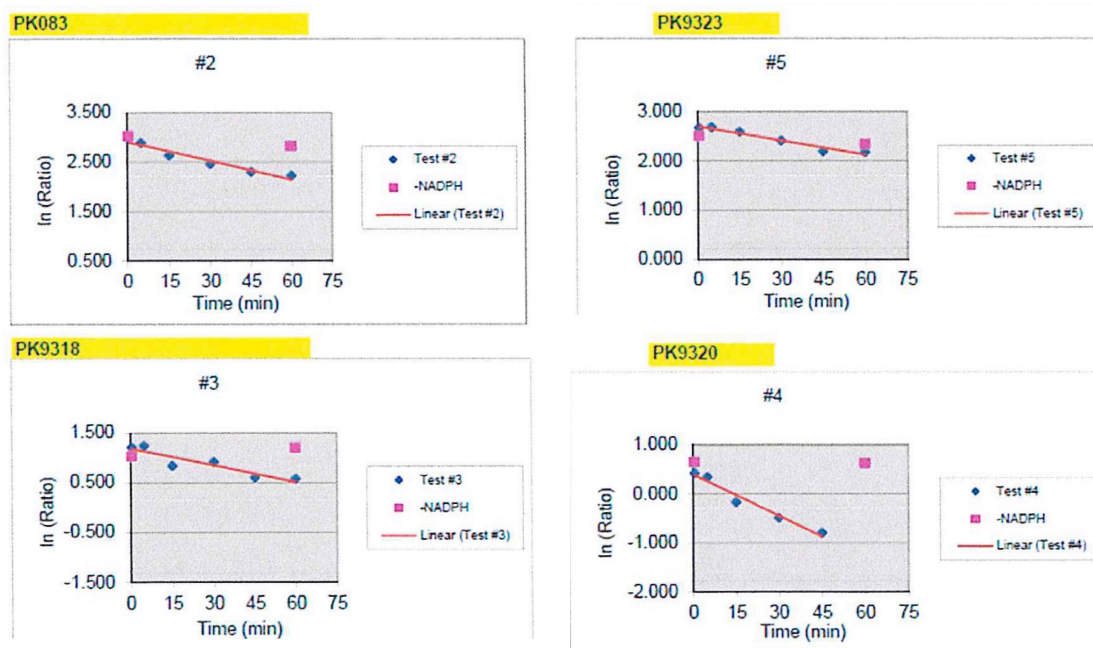 PK083
#2
ln (Ratio)
3.500
2.500
1.500
0.500
0 15 30 45 60 75
Time (min)
Test #2
-NADPH
Linear (Test #2)
PK9323
#5
ln (Ratio)
3.000
2.000
1.000
0.000
0 15 30 45 60 75
Time (min)
Test #5
-NADPH
Linear (Test #5)
PK9318
#3
ln (Ratio)
1.500
0.500
-0.500
-1.500
0 15 30 45 60 75
Time (min)
Test #3
-NADPH
Linear (Test #3)
PK9320
#4
ln (Ratio)
1.000
0.000
-1.000
-2.000
0 15 30 45 60 75
Time (min)
Test #4
-NADPH
Linear (Test #4)